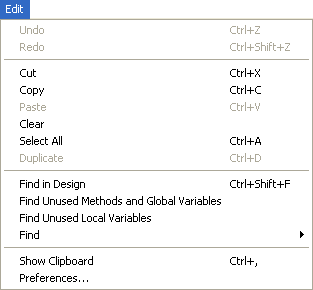 Edit
Undo Ctrl+Z
Redo Ctrl+Shift+Z
Cut Ctrl+X
Copy Ctrl+C
Paste Ctrl+V
Clear
Select All Ctrl+A
Duplicate Ctrl+D
Find in Design Ctrl+Shift+F
Find Unused Methods and Global Variables
Find Unused Local Variables
Find
Show Clipboard Ctrl+,
Preferences...